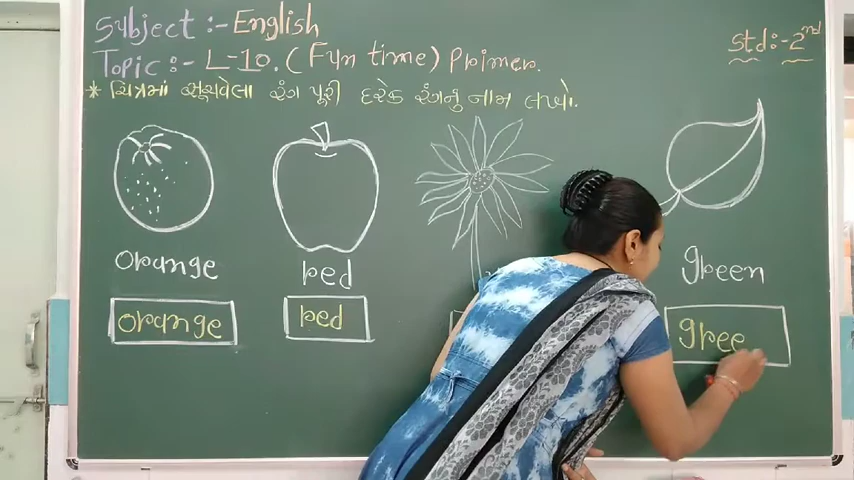 Subject :- English
Std :- 2nd
Topic :- L-10. (Fun time) Primer.
* ચિત્રમાં સૂચવેલા રંગ પૂરી દરેક રંગનું નામ લખો.
orange
red
green
orange
red
gree